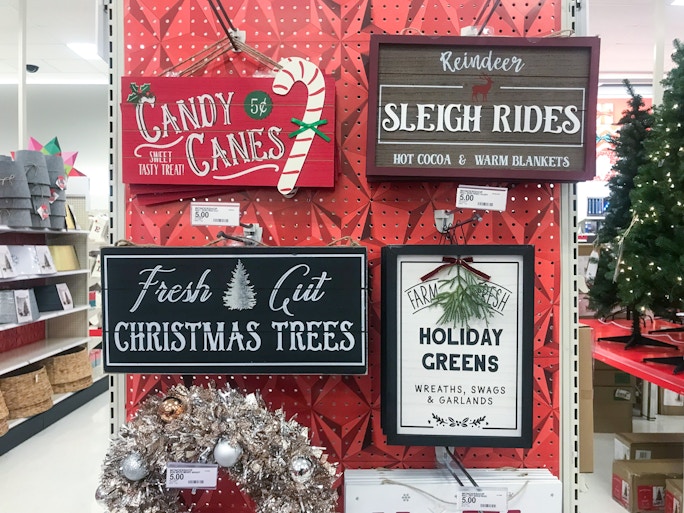 CANDY
CANES
5¢
SWEET
TASTY TREAT!
5.00
Reindeer
SLEIGH RIDES
HOT COCOA & WARM BLANKETS
5.00
Fresh Cut
CHRISTMAS TREES
FARM FRESH
HOLIDAY
GREENS
WREATHS, SWAGS
& GARLANDS
5.00
5.00